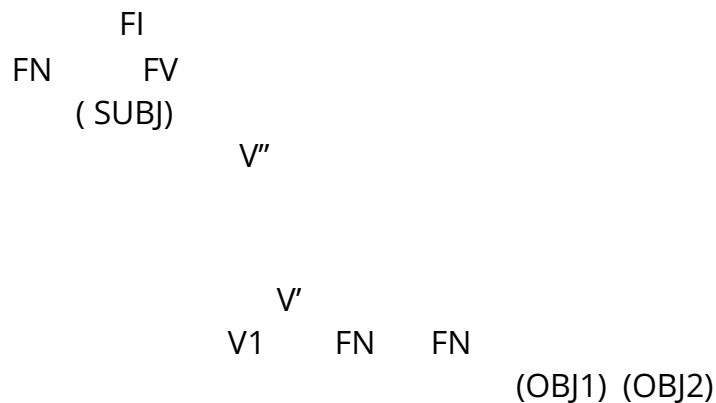 FI
FN FV
( SUBJ)
V”
V’
V1 FN FN
(OBJ1) (OBJ2)